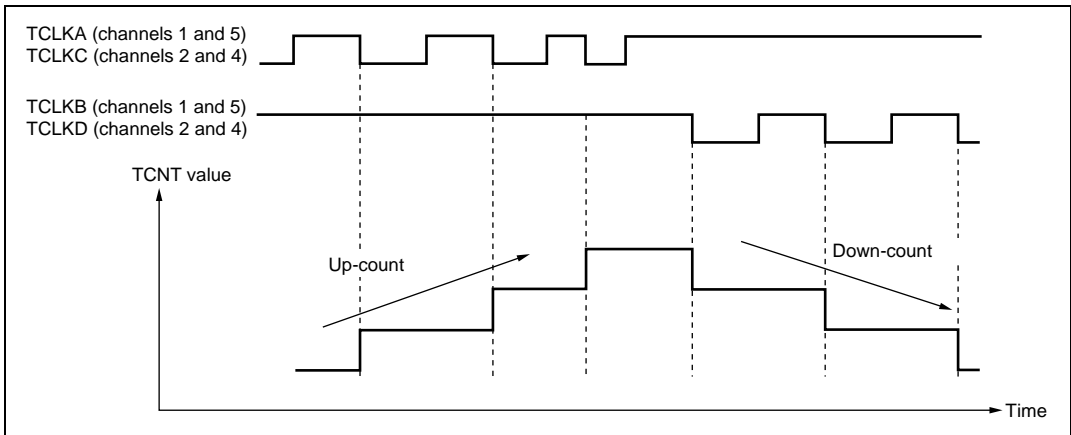 TCLKA (channels 1 and 5)
TCLKC (channels 2 and 4)
TCLKB (channels 1 and 5)
TCLKD (channels 2 and 4)
TCNT value
Up-count
Down-count
Time